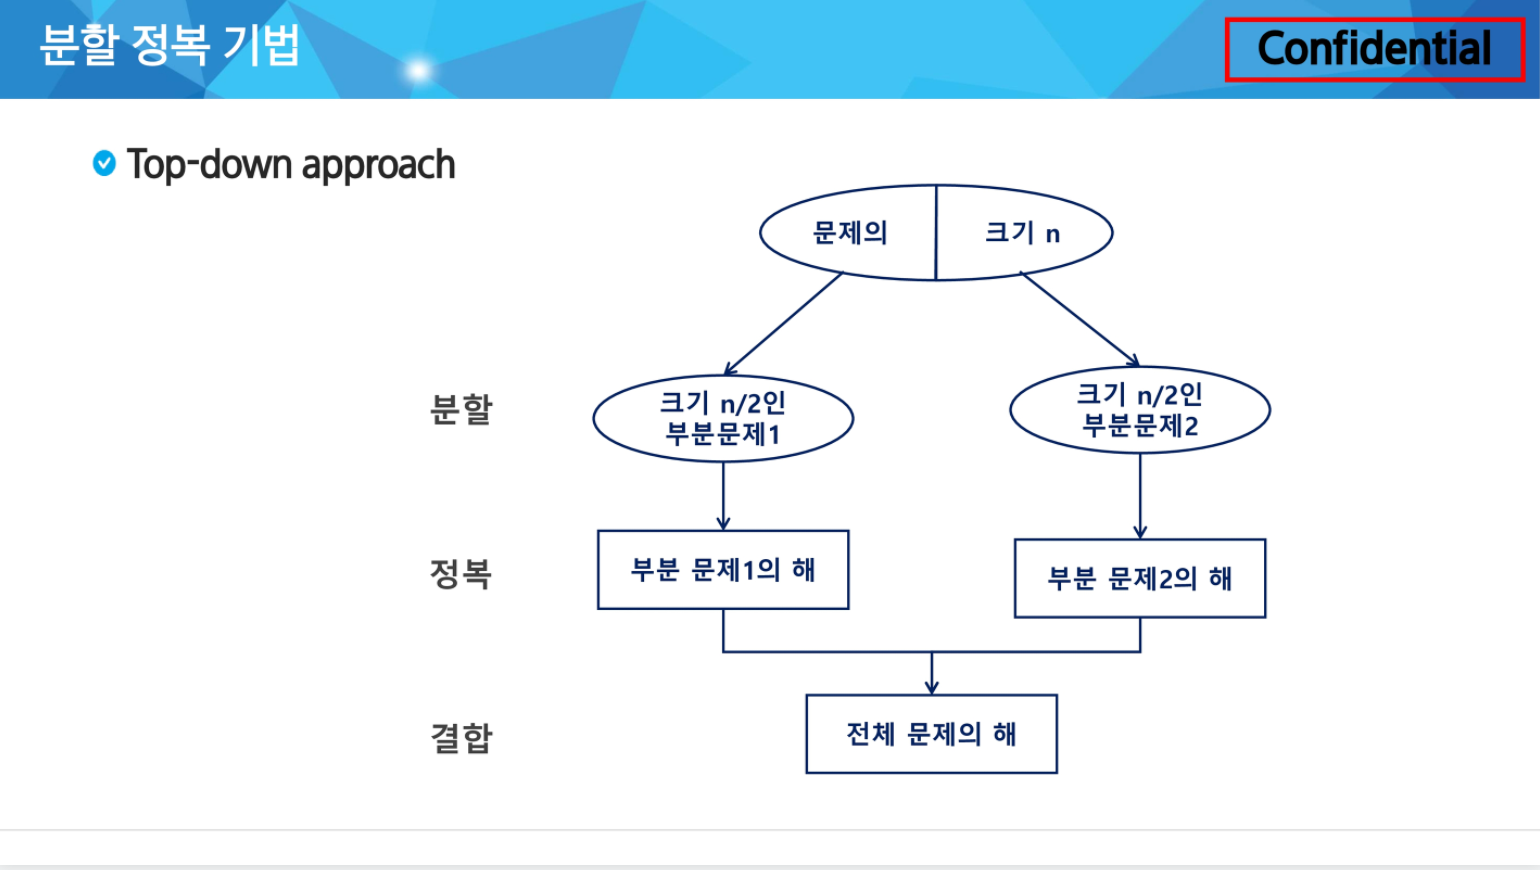 분할 정복 기법
Confidential
Top-down approach
문제의
크기 n
분할
크기 n/2인
부분문제1
크기 n/2인
부분문제2
정복
부분 문제1의 해
부분 문제2의 해
결합
전체 문제의 해